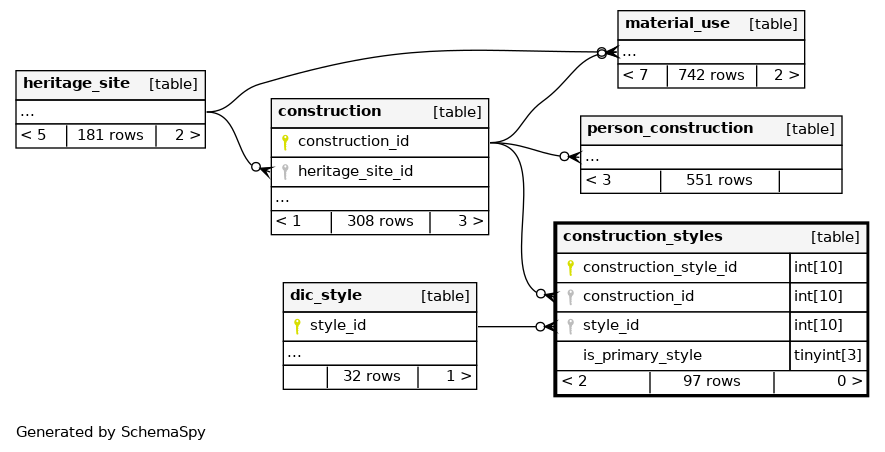 material_use [table]
...
< 7 742 rows 2 >
heritage_site [table]
...
< 5 181 rows 2 >
construction [table]
construction_id
heritage_site_id
...
< 1 308 rows 3 >
person_construction [table]
...
< 3 551 rows
construction_styles [table]
construction_style_id int[10]
construction_id int[10]
style_id int[10]
is_primary_style tinyint[3]
< 2 97 rows 0 >
dic_style [table]
style_id
...
32 rows 1 >
Generated by SchemaSpy